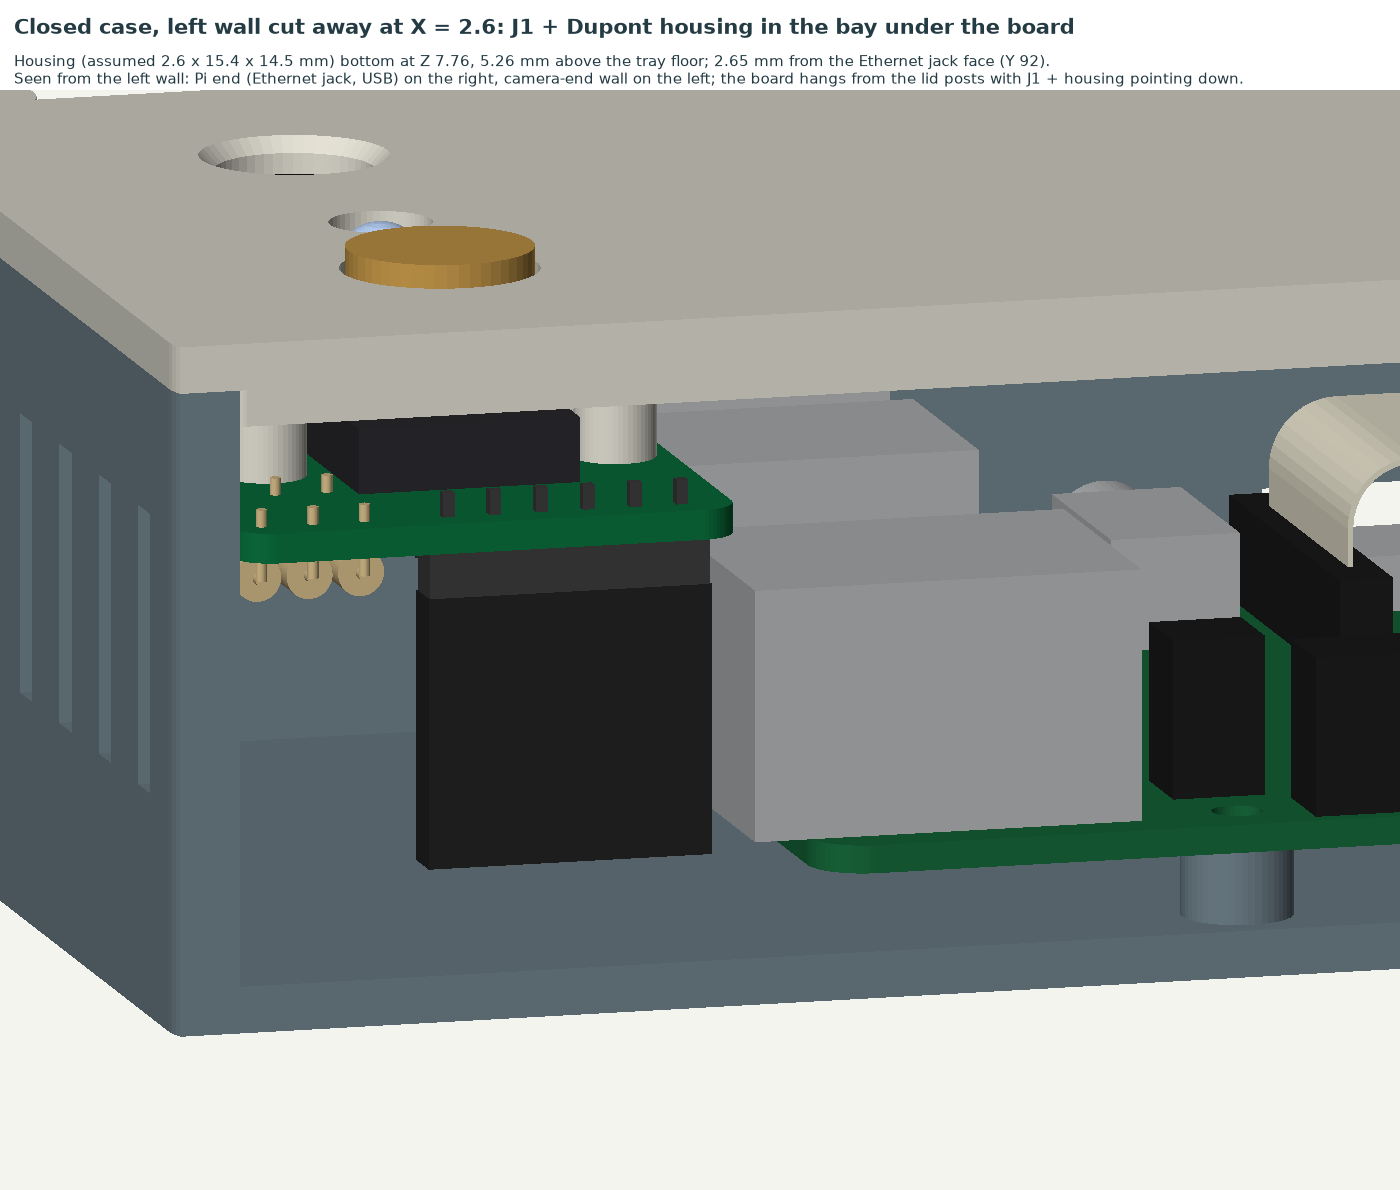 Closed case, left wall cut away at X = 2.6: J1 + Dupont housing in the bay under the board
Housing (assumed 2.6 x 15.4 x 14.5 mm) bottom at Z 7.76, 5.26 mm above the tray floor; 2.65 mm from the Ethernet jack face (Y 92).
Seen from the left wall: Pi end (Ethernet jack, USB) on the right, camera-end wall on the left; the board hangs from the lid posts with J1 + housing pointing down.